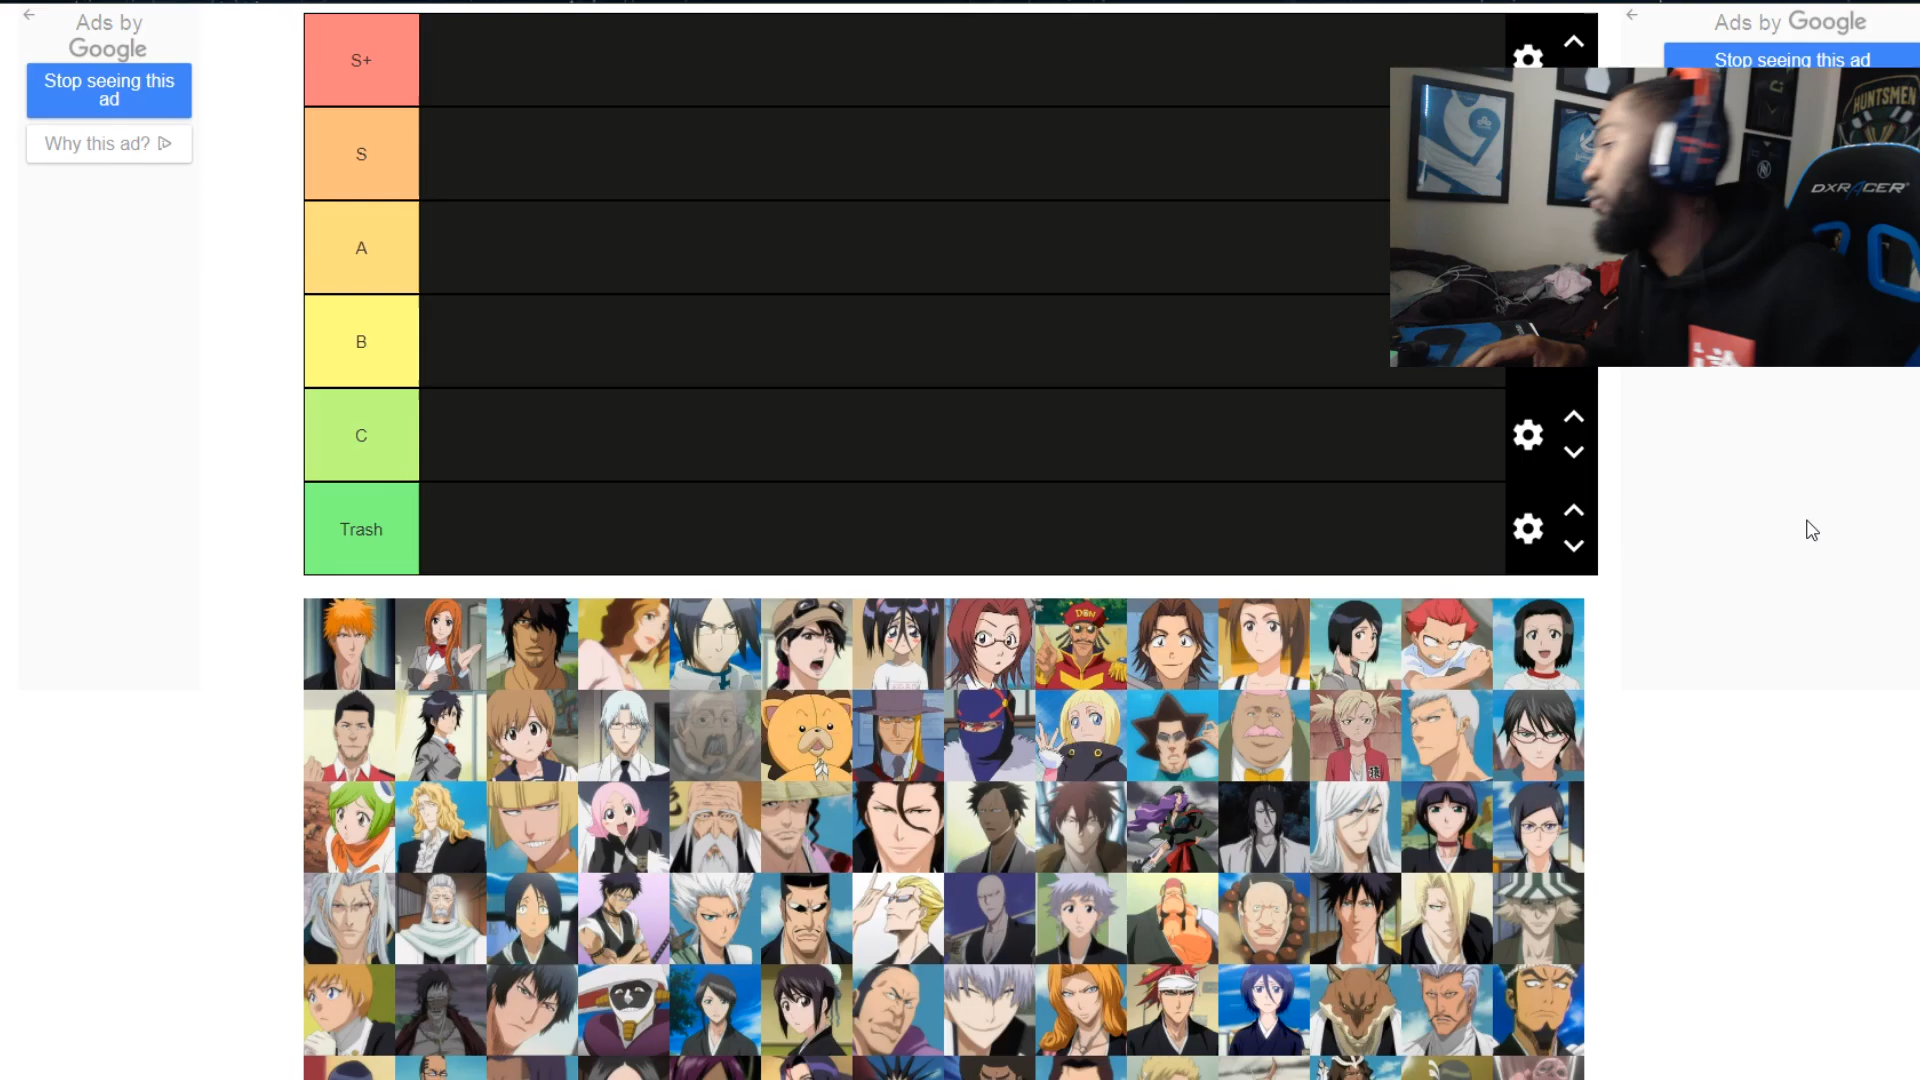 Ads by
Google
Stop seeing this
ad
Why this ad?
S+
S
A
B
C
Trash
Ads by Google
Stop seeing this ad
HUNTSMEN
DXRACER
DON